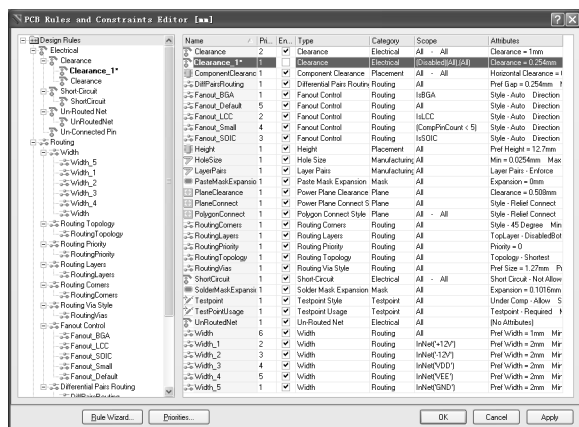 PCB Rules and Constraints Editor [mm]
Design Rules
Electrical
Clearance
Clearance_1*
Clearance
Short-Circuit
ShortCircuit
Un-Routed Net
UnRoutedNet
Un-Connected Pin
Routing
Width
Width_5
Width_1
Width_2
Width_3
Width_4
Width
Routing Topology
RoutingTopology
Routing Priority
RoutingPriority
Routing Layers
RoutingLayers
Routing Corners
RoutingCorners
Routing Via Style
RoutingVias
Fanout Control
Fanout_BGA
Fanout_LCC
Fanout_SOIC
Fanout_Small
Fanout_Default
Differential Pairs Routing
DiffPairsRouting
Name / Pri... En... Type Category Scope Attributes
Clearance 2 Clearance Electrical All - All Clearance = 1mm
Clearance_1* 1 Clearance Electrical (Disabled)(All),(All) Clearance = 0.254mm
ComponentClearanc 1 Component Clearance Placement All - All Horizontal Clearance = (
DiffPairsRouting 1 Differential Pairs Routin Routing All Pref Gap = 0.254mm
Fanout_BGA 1 Fanout Control Routing IsBGA Style - Auto Direction
Fanout_Default 5 Fanout Control Routing All Style - Auto Direction
Fanout_LCC 2 Fanout Control Routing IsLCC Style - Auto Direction
Fanout_Small 4 Fanout Control Routing (CompPinCount < 5) Style - Auto Direction
Fanout_SOIC 3 Fanout Control Routing IsSOIC Style - Auto Direction
Height 1 Height Placement All Pref Height = 12.7mm
HoleSize 1 Hole Size Manufacturing All Min = 0.0254mm Max
LayerPairs 1 Layer Pairs Manufacturing All Layer Pairs - Enforce
PasteMaskExpansio 1 Paste Mask Expansion Mask All Expansion = 0mm
PlaneClearance 1 Power Plane Clearance Plane All Clearance = 0.508mm
PlaneConnect 1 Power Plane Connect S Plane All Style - Relief Connect
PolygonConnect 1 Polygon Connect Style Plane All - All Style - Relief Connect
RoutingCorners 1 Routing Corners Routing All Style - 45 Degree Min
RoutingLayers 1 Routing Layers Routing All TopLayer - DisabledBot
RoutingPriority 1 Routing Priority Routing All Priority = 0
RoutingTopology 1 Routing Topology Routing All Topology - Shortest
RoutingVias 1 Routing Via Style Routing All Pref Size = 1.27mm
ShortCircuit 1 Short-Circuit Electrical All - All Short Circuit - Not Allow
SolderMaskExpansi 1 Solder Mask Expansion Mask All Expansion = 0.1016mm
Testpoint 1 Testpoint Style Testpoint All Under Comp - Allow S
TestPointUsage 1 Testpoint Usage Testpoint All Testpoint - Required
UnRoutedNet 1 Un-Routed Net Electrical All (No Attributes)
Width 6 Width Routing All Pref Width = 1mm Min
Width_1 2 Width Routing InNet('+12V') Pref Width = 2mm Min
Width_2 3 Width Routing InNet('-12V') Pref Width = 2mm Min
Width_3 4 Width Routing InNet('VDD') Pref Width = 2mm Min
Width_4 5 Width Routing InNet('VEE') Pref Width = 2mm Min
Width_5 1 Width Routing InNet('GND') Pref Width = 2mm Min
Rule Wizard... Priorities... OK Cancel Apply